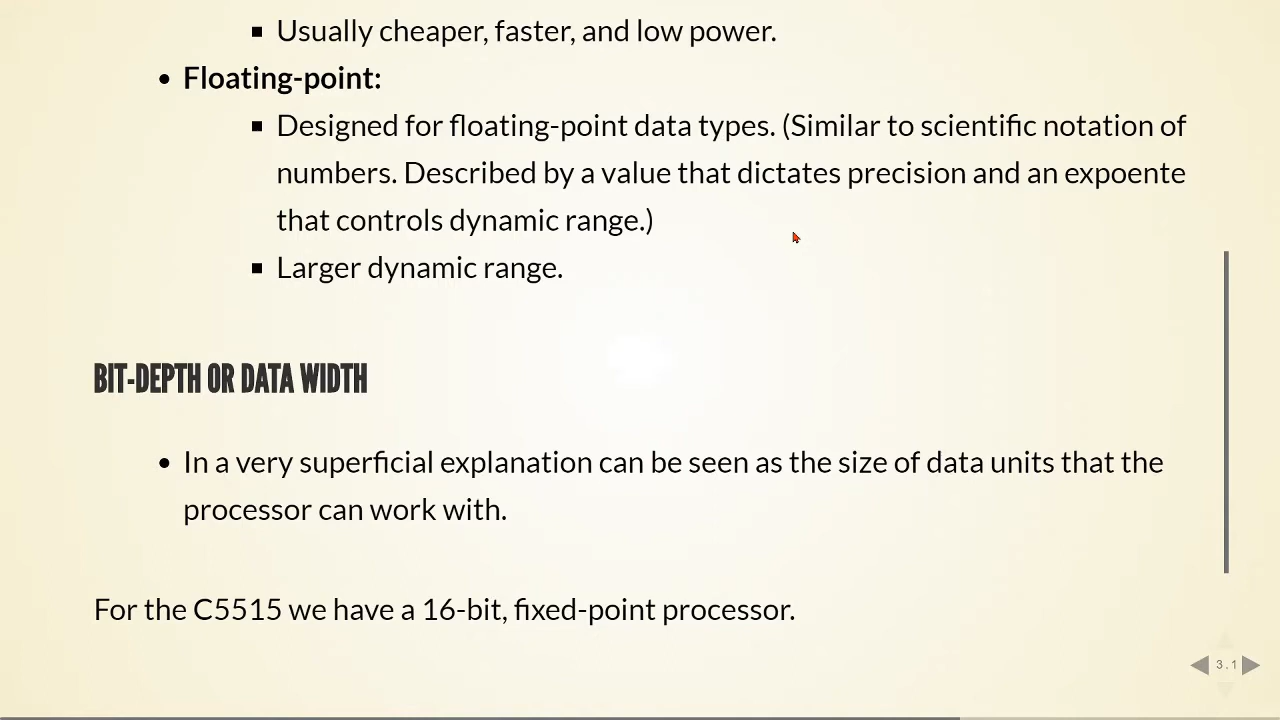 Usually cheaper, faster, and low power.
Floating-point:
Designed for floating-point data types. (Similar to scientific notation of
numbers. Described by a value that dictates precision and an expoente
that controls dynamic range.)
Larger dynamic range.
BIT-DEPTH OR DATA WIDTH
In a very superficial explanation can be seen as the size of data units that the
processor can work with.
For the C5515 we have a 16-bit, fixed-point processor.
3.1